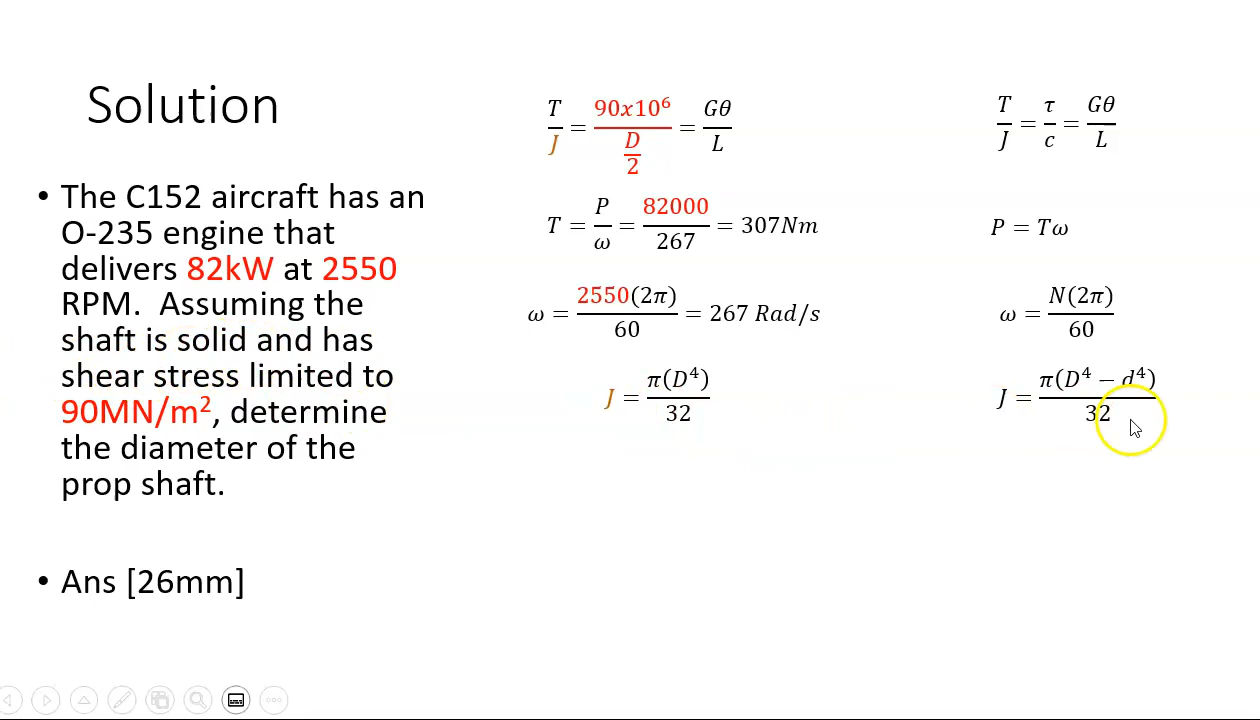 Solution
• The C152 aircraft has an
O-235 engine that
delivers 82kW at 2550
RPM. Assuming the
shaft is solid and has
shear stress limited to
90MN/m², determine
the diameter of the
prop shaft.
• Ans [26mm]
T/J = 90x10⁶/(D/2) = Gθ/L
T = P/ω = 82000/267 = 307Nm
ω = 2550(2π)/60 = 267 Rad/s
J = π(D⁴)/32
T/J = τ/c = Gθ/L
P = Tω
ω = N(2π)/60
J = π(D⁴ − d⁴)/32